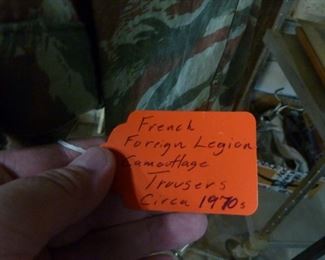 French
Foreign Legion
Camouflage
Trousers
Circa 1970s